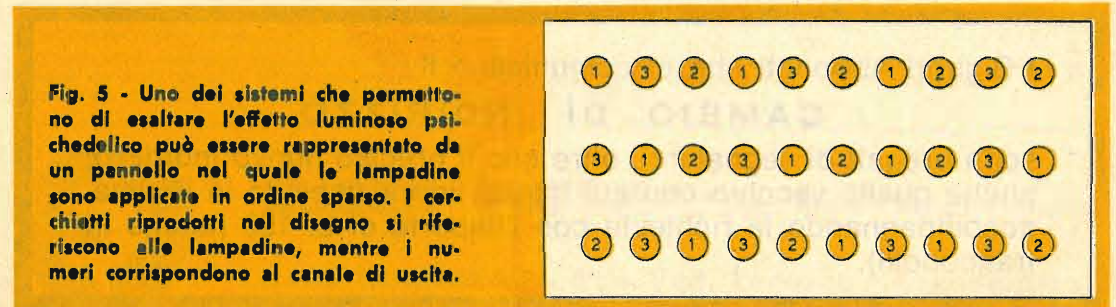 Fig. 5 - Uno dei sistemi che permetto-
no di esaltare l'effetto luminoso psi-
chedelico può essere rappresentato da
un pannello nel quale le lampadine
sono applicate in ordine sparso. I cer-
chietti riprodotti nel disegno si rife-
riscono alle lampadine, mentre i nu-
meri corrispondono al canale di uscita.
1 3 2 1 3 2 1 2 3 2
3 1 2 3 1 2 1 2 3 1
2 3 1 3 2 1 3 1 3 2